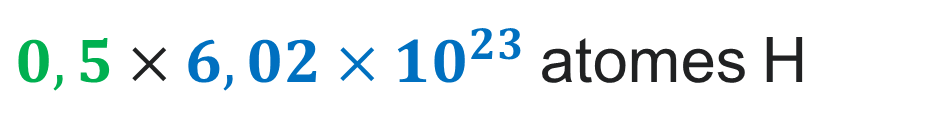 0,5 × 6,02 × 10²³ atomes H